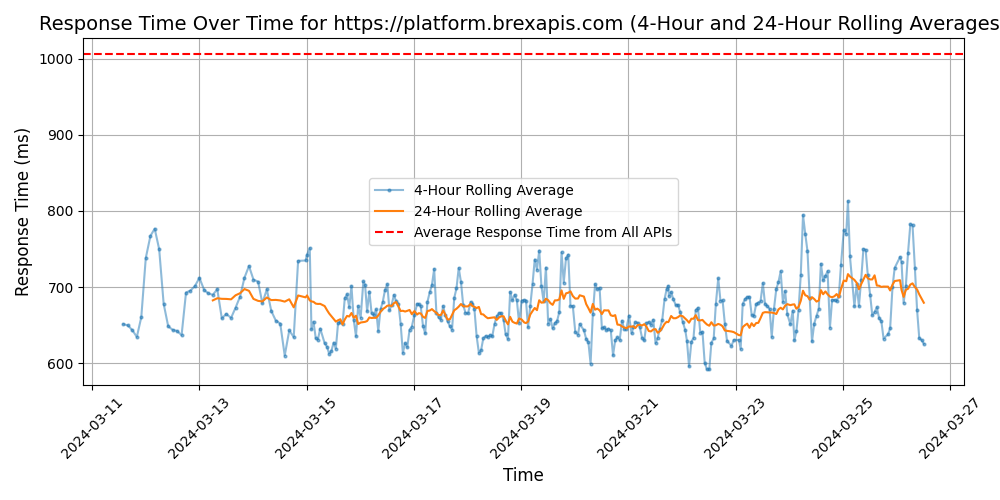 Response Time Over Time for https://platform.brexapis.com (4-Hour and 24-Hour Rolling Averages
Response Time (ms)
1000
900
800
700
600
4-Hour Rolling Average
24-Hour Rolling Average
Average Response Time from All APIs
2024-03-11
2024-03-13
2024-03-15
2024-03-17
2024-03-19
2024-03-21
2024-03-23
2024-03-25
2024-03-27
Time